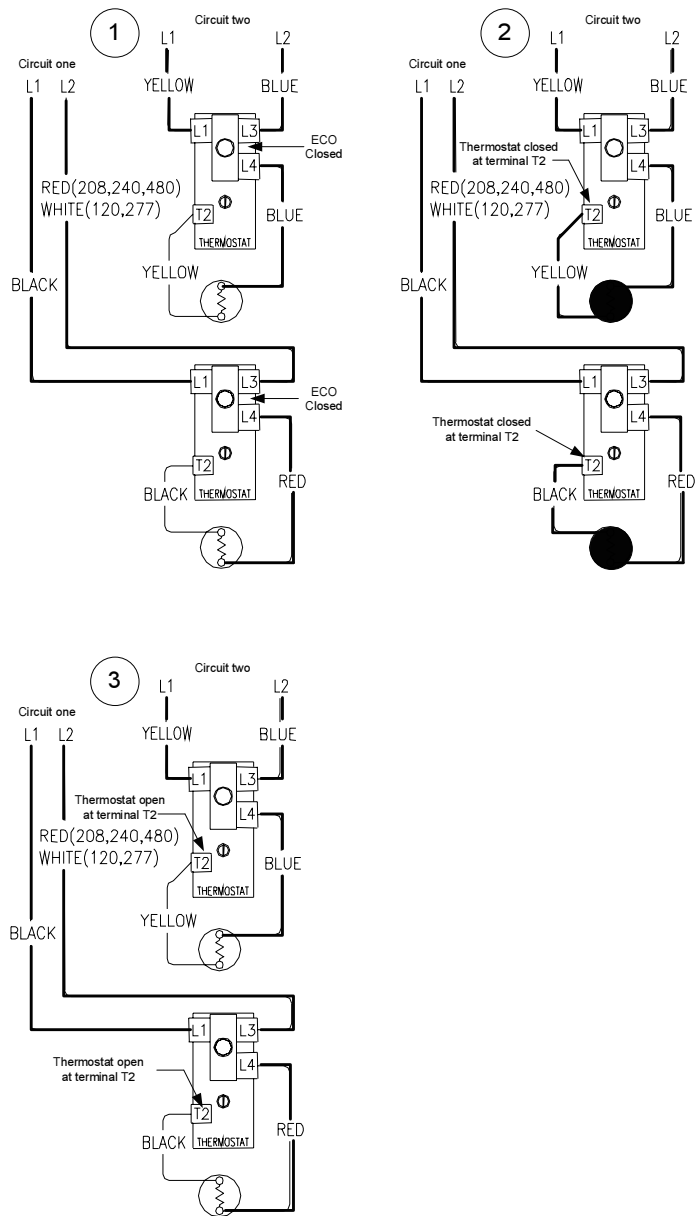 1
Circuit two
L1
L2
Circuit one
L1
L2
YELLOW
BLUE
L1
L3
ECO
Closed
L4
RED(208,240,480)
WHITE(120,277)
T2
BLUE
THERMOSTAT
YELLOW
BLACK
L1
L3
ECO
Closed
L4
T2
RED
BLACK
THERMOSTAT
2
Circuit two
L1
L2
Circuit one
L1
L2
YELLOW
BLUE
L1
L3
Thermostat closed
at terminal T2
L4
RED(208,240,480)
WHITE(120,277)
T2
BLUE
THERMOSTAT
YELLOW
BLACK
L1
L3
L4
Thermostat closed
at terminal T2
T2
RED
BLACK
THERMOSTAT
3
Circuit two
L1
L2
Circuit one
L1
L2
YELLOW
BLUE
L1
L3
Thermostat open
at terminal T2
L4
RED(208,240,480)
WHITE(120,277)
T2
BLUE
THERMOSTAT
YELLOW
BLACK
L1
L3
L4
Thermostat open
at terminal T2
T2
RED
BLACK
THERMOSTAT